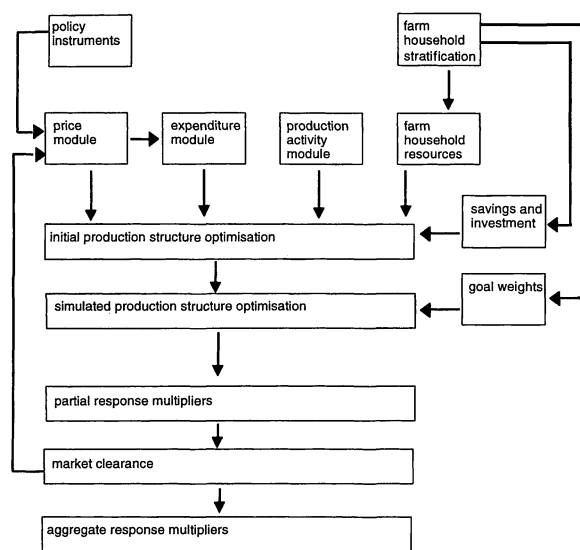 policy
instruments
farm
household
stratification
price
module
expenditure
module
production
activity
module
farm
household
resources
savings and
investment
initial production structure optimisation
goal weights
simulated production structure optimisation
partial response multipliers
market clearance
aggregate response multipliers